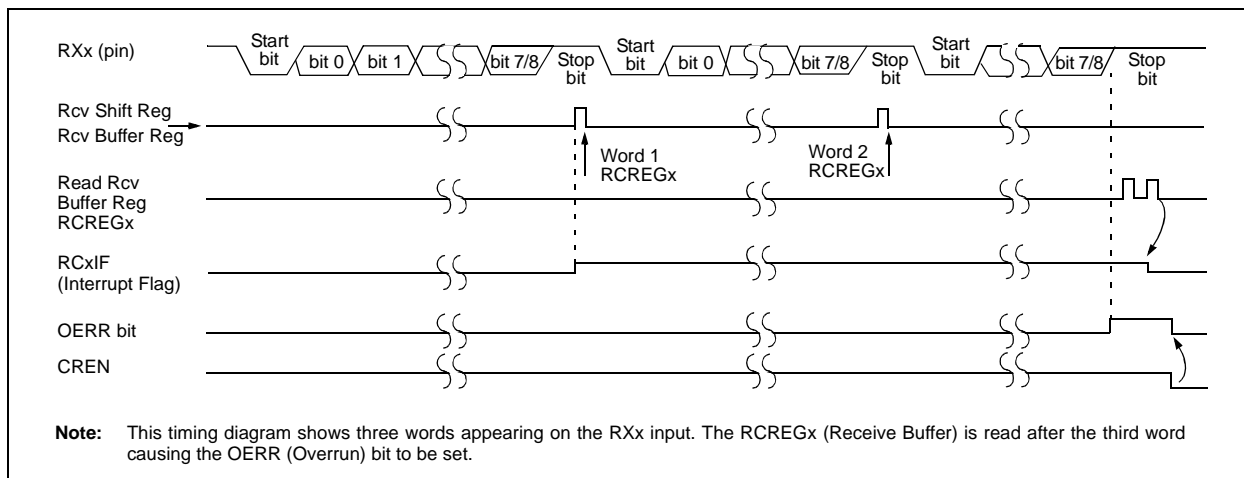 RXx (pin)
Start bit
bit 0
bit 1
bit 7/8
Stop bit
Start bit
bit 0
bit 7/8
Stop bit
Start bit
bit 7/8
Stop bit
Rcv Shift Reg
Rcv Buffer Reg
Word 1
RCREGx
Word 2
RCREGx
Read Rcv
Buffer Reg
RCREGx
RCxIF
(Interrupt Flag)
OERR bit
CREN
Note: This timing diagram shows three words appearing on the RXx input. The RCREGx (Receive Buffer) is read after the third word
causing the OERR (Overrun) bit to be set.